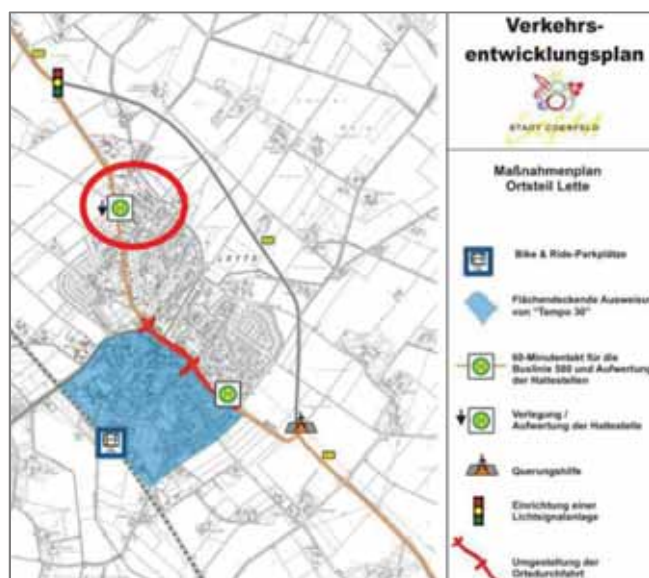 Verkehrs-
entwicklungsplan
STADT COESFELD
Maßnahmenplan
Ortsteil Lette
Bike & Ride-Parkplätze
Flächendeckende Ausweisun
von "Tempo 30"
60-Minutentakt für die
Buslinie 580 und Aufwertung
der Haltestellen
Verlegung /
Aufwertung der Haltestelle
Querungshilfe
Einrichtung einer
Lichtsignalanlage
Umgestaltung der
Ortsdurchfahrt
LETTE